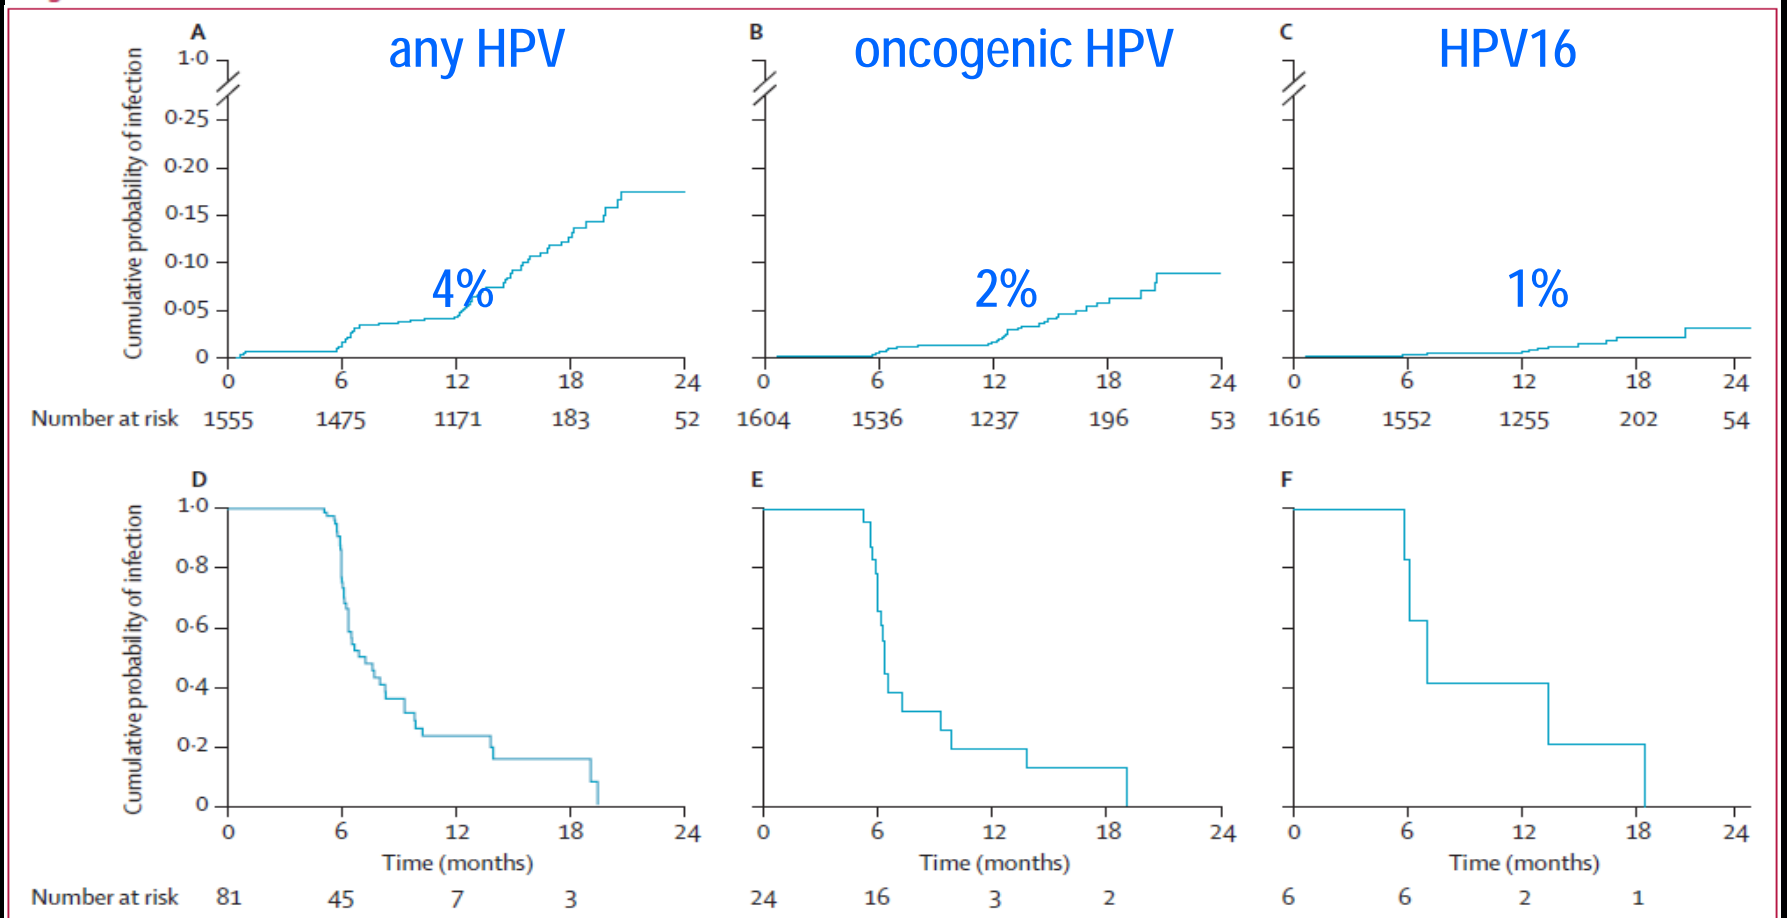 A
any HPV
B
oncogenic HPV
C
HPV16
Cumulative probability of infection
1·0
0·25
0·20
0·15
0·10
0·05
0
4%
2%
1%
0 6 12 18 24
0 6 12 18 24
0 6 12 18 24
Number at risk 1555 1475 1171 183 52
1604 1536 1237 196 53
1616 1552 1255 202 54
D
E
F
Cumulative probability of infection
1·0
0·8
0·6
0·4
0·2
0
0 6 12 18 24
0 6 12 18 24
0 6 12 18 24
Time (months)
Time (months)
Time (months)
Number at risk 81 45 7 3
24 16 3 2
6 6 2 1